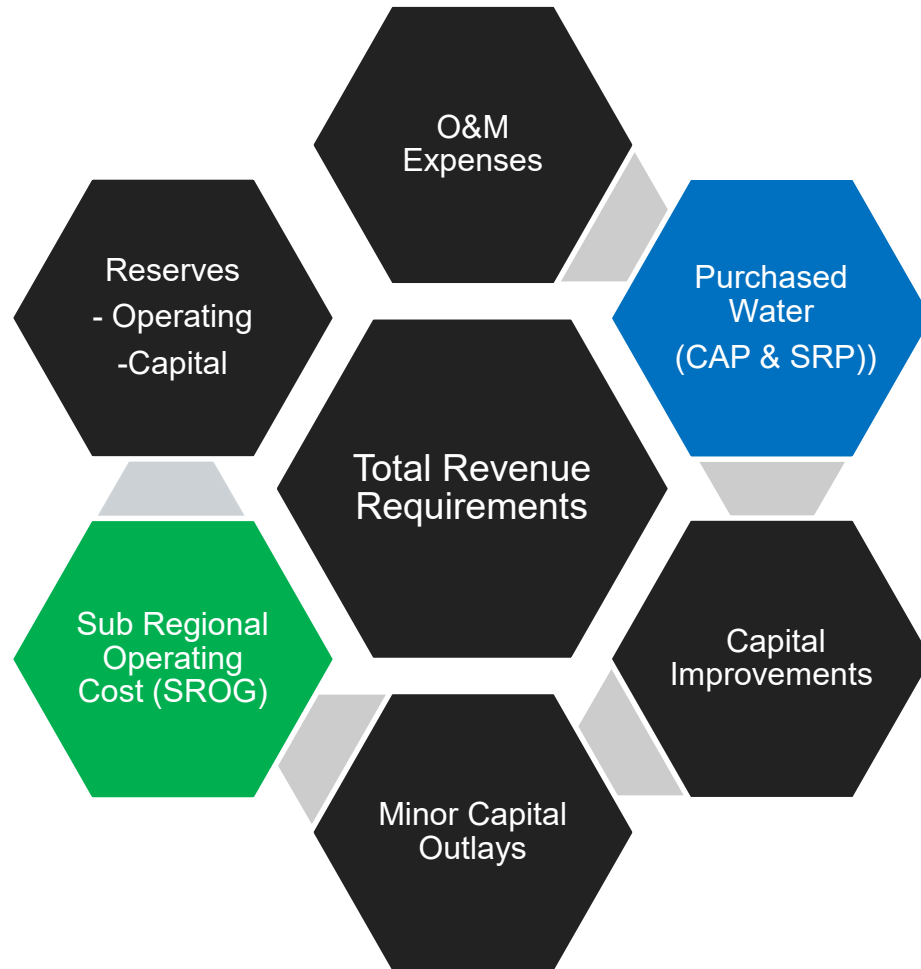 O&M
Expenses
Purchased
Water
(CAP & SRP))
Capital
Improvements
Minor Capital
Outlays
Sub Regional
Operating
Cost (SROG)
Reserves
- Operating
-Capital
Total Revenue
Requirements